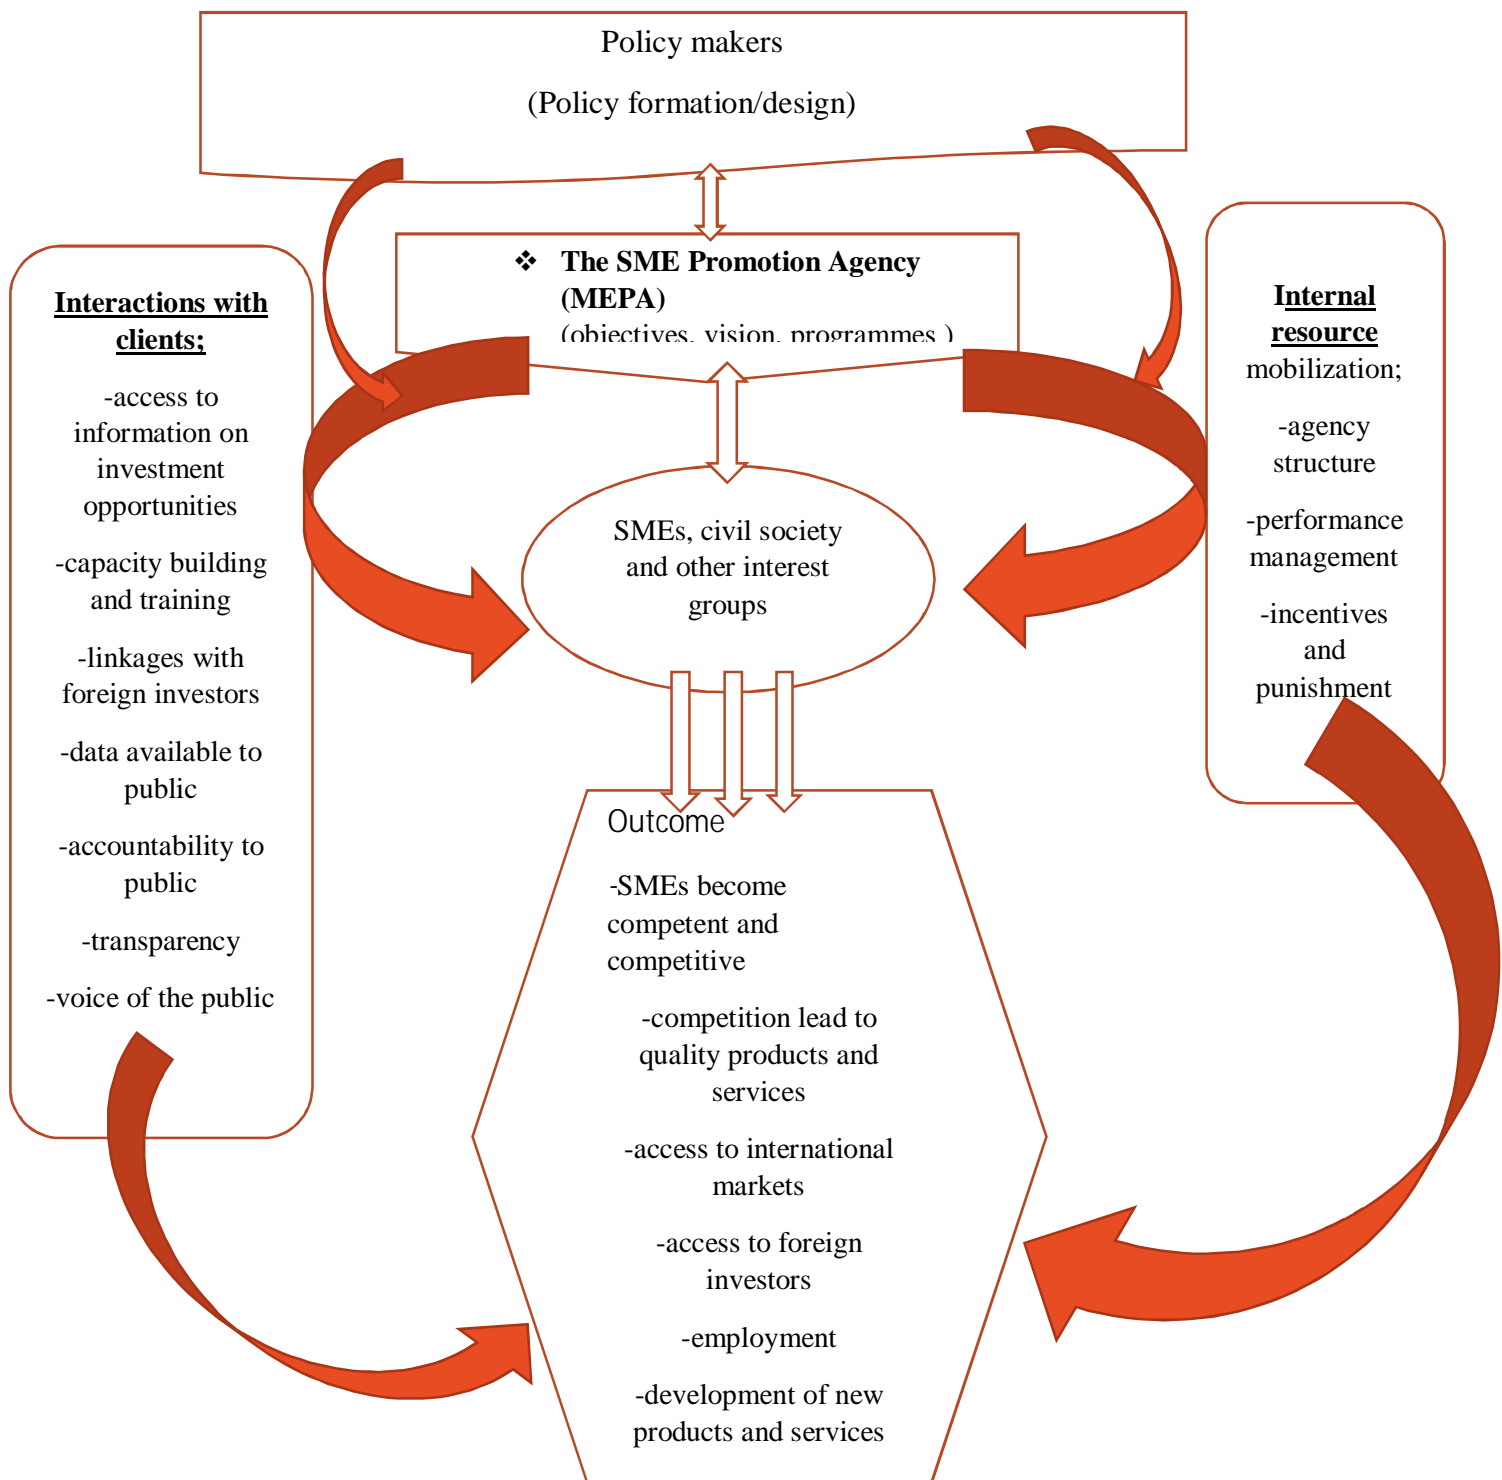 Policy makers
(Policy formation/design)
❖ The SME Promotion Agency
(MEPA)
(objectives, vision, programmes )
Interactions with
clients;
-access to
information on
investment
opportunities
-capacity building
and training
-linkages with
foreign investors
-data available to
public
-accountability to
public
-transparency
-voice of the public
SMEs, civil society
and other interest
groups
Internal
resource
mobilization;
-agency
structure
-performance
management
-incentives
and
punishment
Outcome
-SMEs become
competent and
competitive
-competition lead to
quality products and
services
-access to international
markets
-access to foreign
investors
-employment
-development of new
products and services